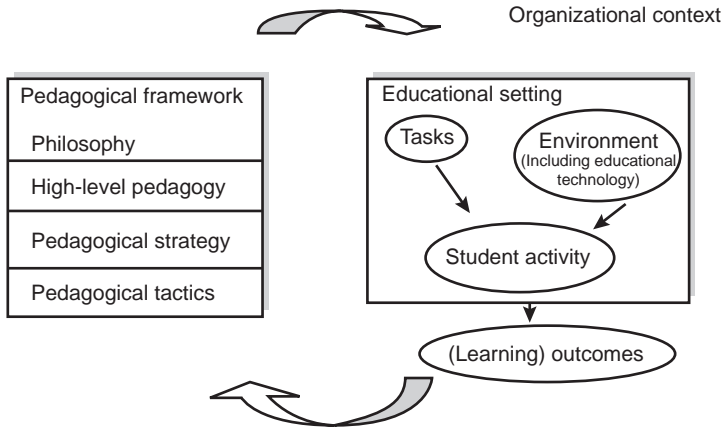 Organizational context
Pedagogical framework
Philosophy
High-level pedagogy
Pedagogical strategy
Pedagogical tactics
Educational setting
Tasks
Environment
(Including educational
technology)
Student activity
(Learning) outcomes